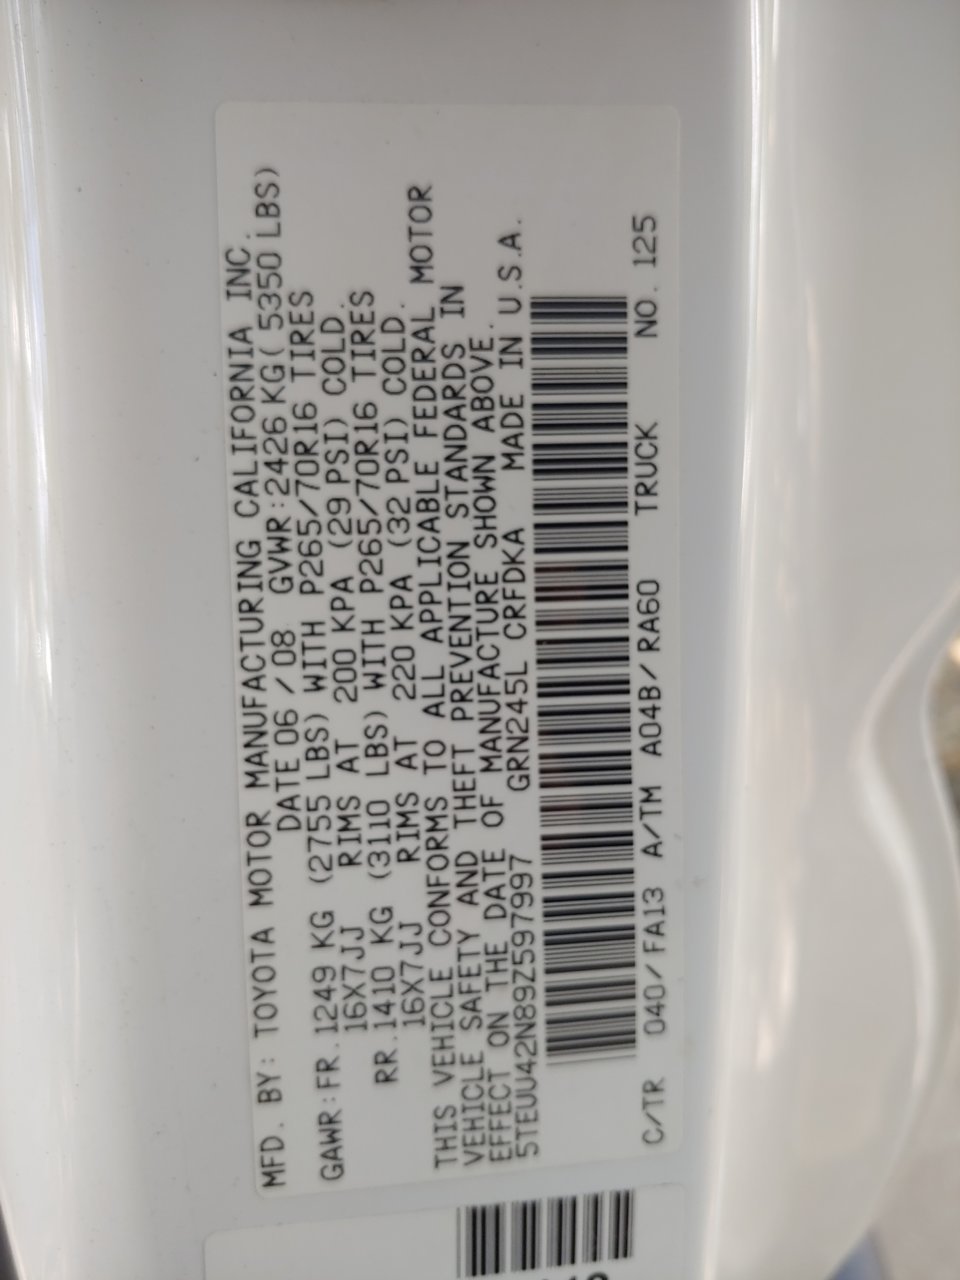 MFD. BY: TOYOTA MOTOR MANUFACTURING CALIFORNIA INC.
DATE 06 / 08 GVWR:2426 KG( 5350 LBS)
GAWR:FR. 1249 KG (2755 LBS) WITH P265/70R16 TIRES
16X7JJ RIMS AT 200 KPA (29 PSI) COLD.
RR. 1410 KG (3110 LBS) WITH P265/70R16 TIRES
16X7JJ RIMS AT 220 KPA (32 PSI) COLD.
THIS VEHICLE CONFORMS TO ALL APPLICABLE FEDERAL MOTOR
VEHICLE SAFETY AND THEFT PREVENTION STANDARDS IN
EFFECT ON THE DATE OF MANUFACTURE SHOWN ABOVE.
5TEUU42N89Z597997 GRN245L CRFDKA MADE IN U.S.A.
C/TR 040/FA13 A/TM A04B/RA60 TRUCK NO. 125